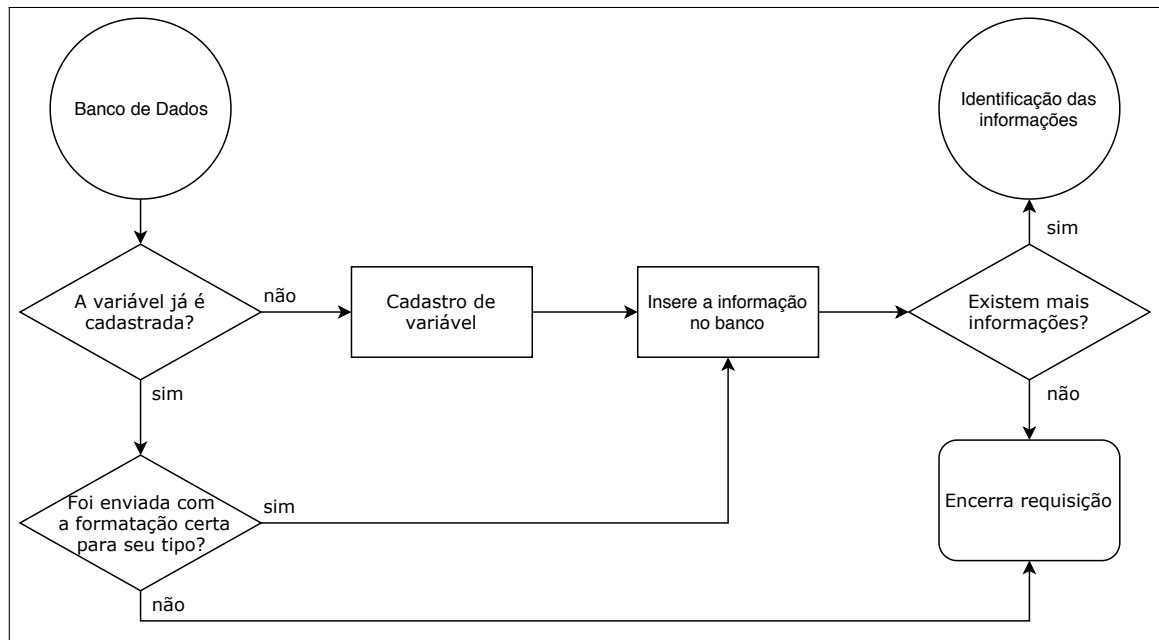 Banco de Dados
Identificação das
informações
sim
A variável já é
cadastrada?
não
Cadastro de
variável
Insere a informação
no banco
Existem mais
informações?
sim
não
Foi enviada com
a formatação certa
para seu tipo?
sim
Encerra requisição
não